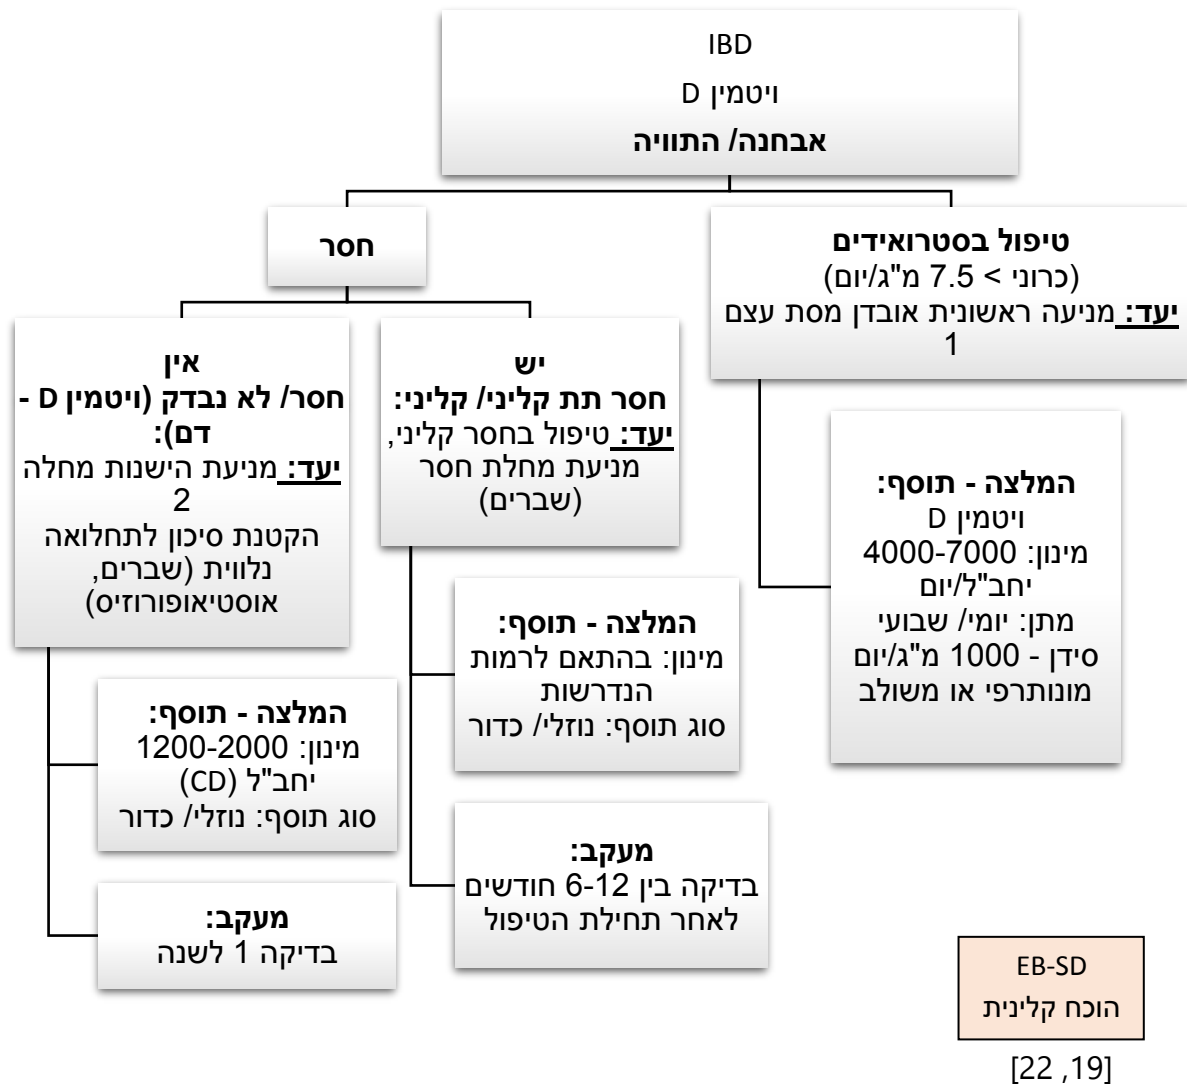 IBD
ויטמין D
אבחנה/ התוויה
טיפול בסטרואידים
(כרוני > 7.5 מ"ג/יום)
יעד: מניעה ראשונית אובדן מסת עצם
1
המלצה - תוסף:
ויטמין D
מינון: 4000-7000
יחב"ל/יום
מתן: יומי/ שבועי
סידן - 1000 מ"ג/יום
מונותרפי או משולב
חסר
יש
חסר תת קליני/ קליני:
יעד: טיפול בחסר קליני,
מניעת מחלת חסר
(שברים)
המלצה - תוסף:
מינון: בהתאם לרמות
הנדרשות
סוג תוסף: נוזלי/ כדור
מעקב:
בדיקה בין 6-12 חודשים
לאחר תחילת הטיפול
אין
חסר/ לא נבדק (ויטמין D -
דם):
יעד: מניעת הישנות מחלה
2
הקטנת סיכון לתחלואה
נלווית (שברים,
אוסטיאופורוזיס)
המלצה - תוסף:
מינון: 1200-2000
יחב"ל (CD)
סוג תוסף: נוזלי/ כדור
מעקב:
בדיקה 1 לשנה
EB-SD
הוכח קלינית
[22 ,19]